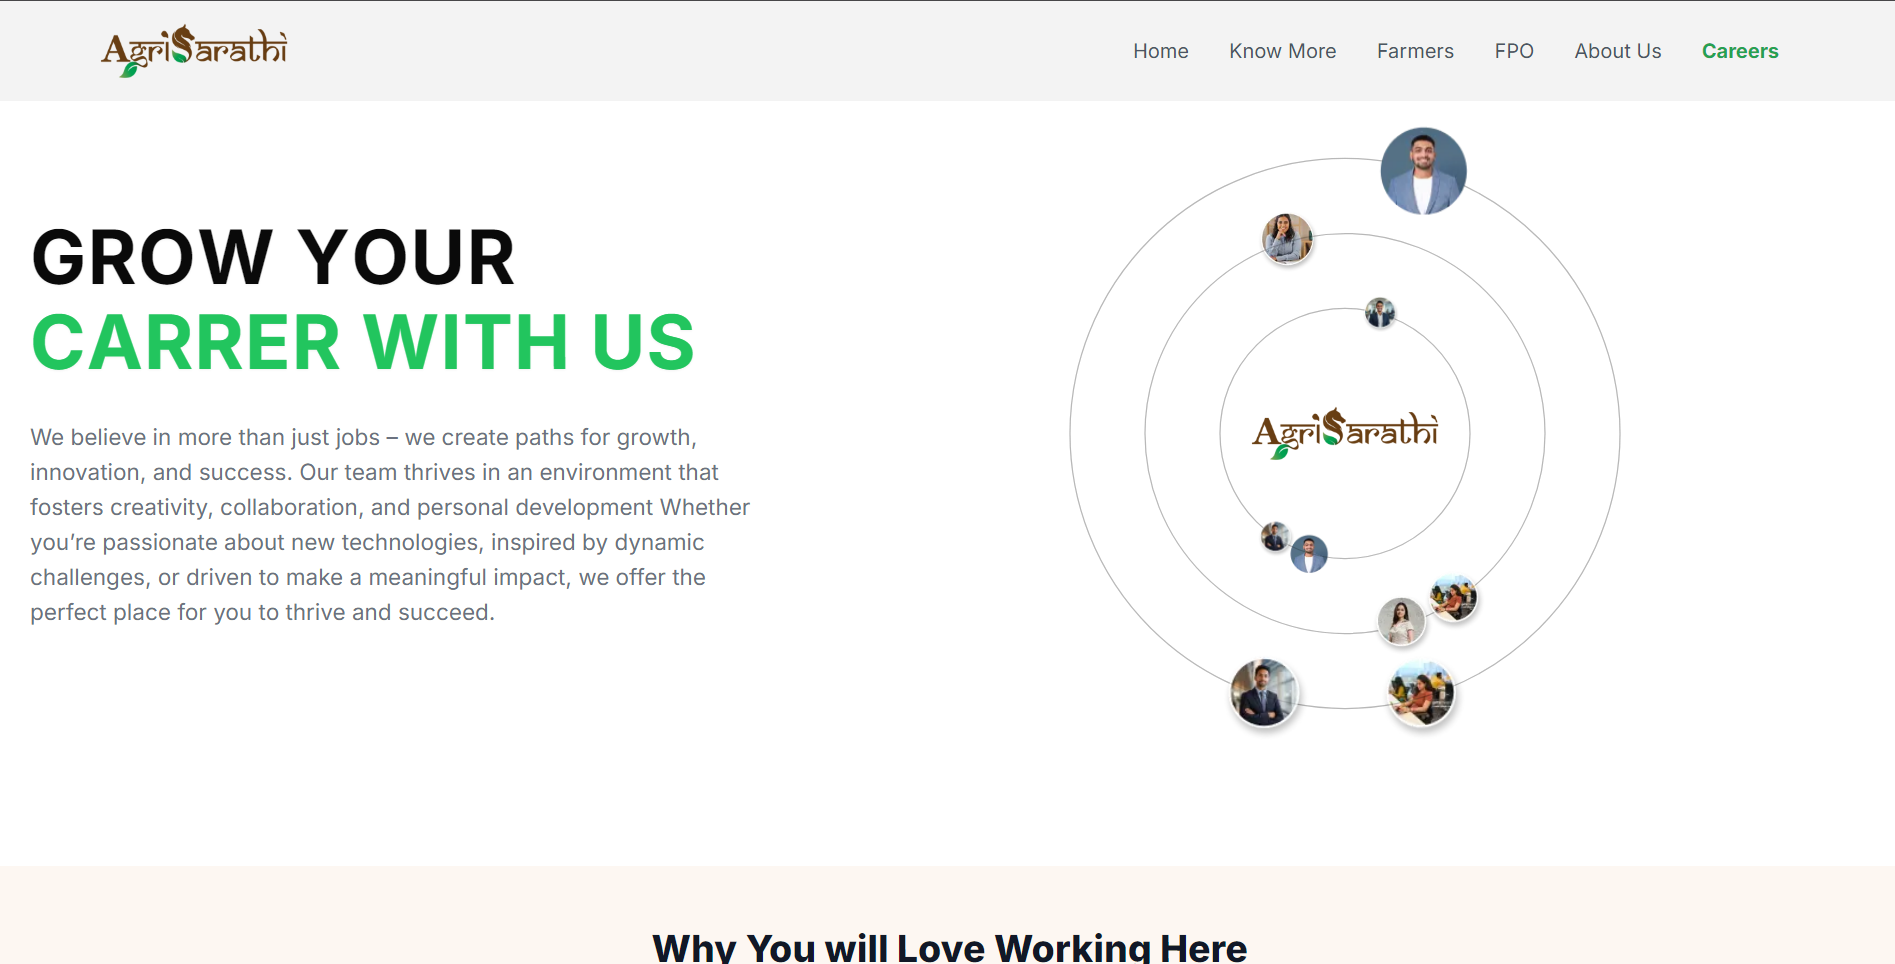 AgriSarathi
Home Know More Farmers FPO About Us Careers
GROW YOUR
CARRER WITH US
We believe in more than just jobs – we create paths for growth,
innovation, and success. Our team thrives in an environment that
fosters creativity, collaboration, and personal development Whether
you’re passionate about new technologies, inspired by dynamic
challenges, or driven to make a meaningful impact, we offer the
perfect place for you to thrive and succeed.
AgriSarathi
Why You will Love Working Here